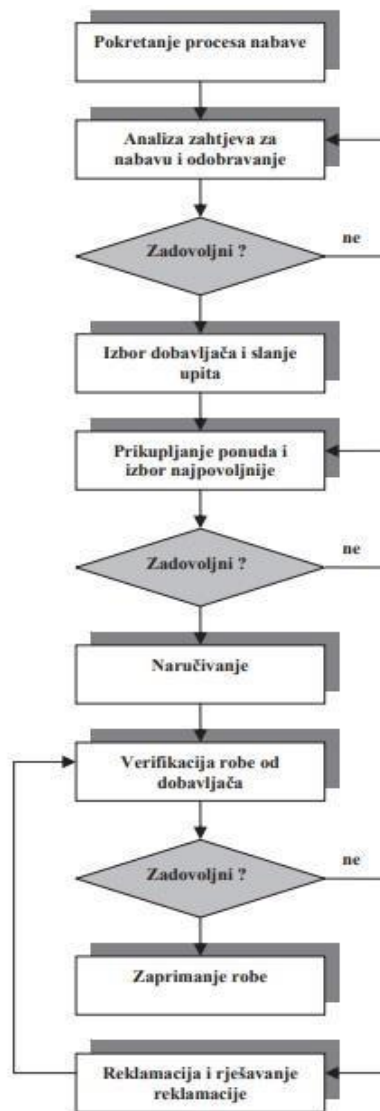 Pokretanje procesa nabave
Analiza zahtjeva za
nabavu i odobravanje
Zadovoljni ?
ne
Izbor dobavljača i slanje
upita
Prikupljanje ponuda i
izbor najpovoljnije
Zadovoljni ?
ne
Naručivanje
Verifikacija robe od
dobavljača
Zadovoljni ?
ne
Zaprimanje robe
Reklamacija i rješavanje
reklamacije